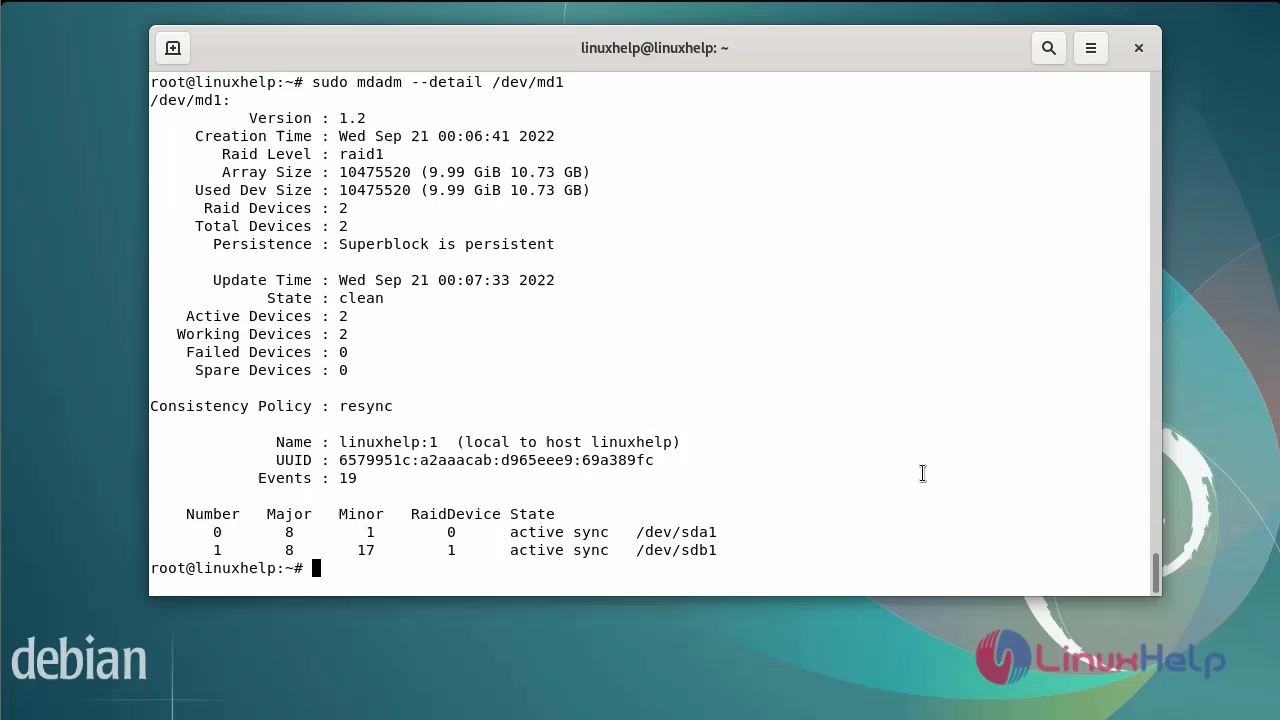 linuxhelp@linuxhelp: ~
root@linuxhelp:~# sudo mdadm --detail /dev/md1
/dev/md1:
Version : 1.2
Creation Time : Wed Sep 21 00:06:41 2022
Raid Level : raid1
Array Size : 10475520 (9.99 GiB 10.73 GB)
Used Dev Size : 10475520 (9.99 GiB 10.73 GB)
Raid Devices : 2
Total Devices : 2
Persistence : Superblock is persistent
Update Time : Wed Sep 21 00:07:33 2022
State : clean
Active Devices : 2
Working Devices : 2
Failed Devices : 0
Spare Devices : 0
Consistency Policy : resync
Name : linuxhelp:1  (local to host linuxhelp)
UUID : 6579951c:a2aaacab:d965eee9:69a389fc
Events : 19
Number   Major   Minor   RaidDevice State
0       8        1        0      active sync   /dev/sda1
1       8       17        1      active sync   /dev/sdb1
root@linuxhelp:~#
debian
LinuxHelp